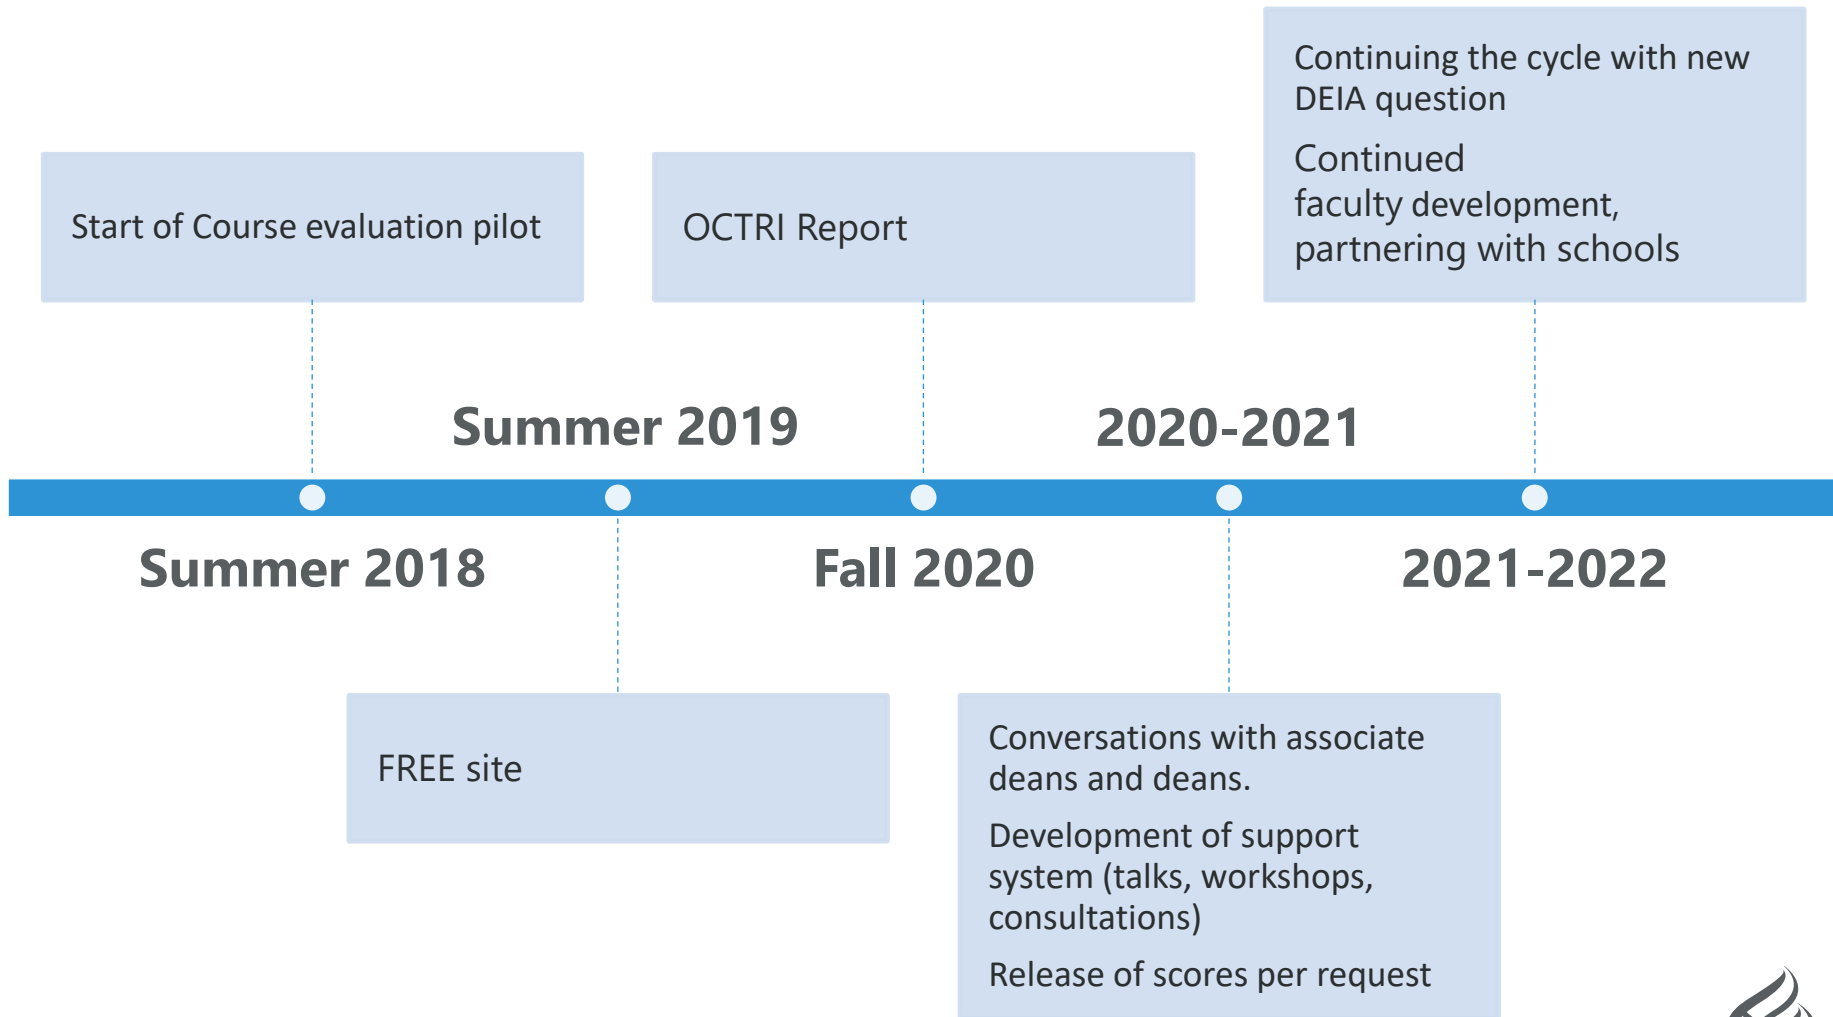 Start of Course evaluation pilot
Summer 2018
Summer 2019
FREE site
OCTRI Report
Fall 2020
2020-2021
Conversations with associate
deans and deans.
Development of support
system (talks, workshops,
consultations)
Release of scores per request
Continuing the cycle with new
DEIA question
Continued
faculty development,
partnering with schools
2021-2022